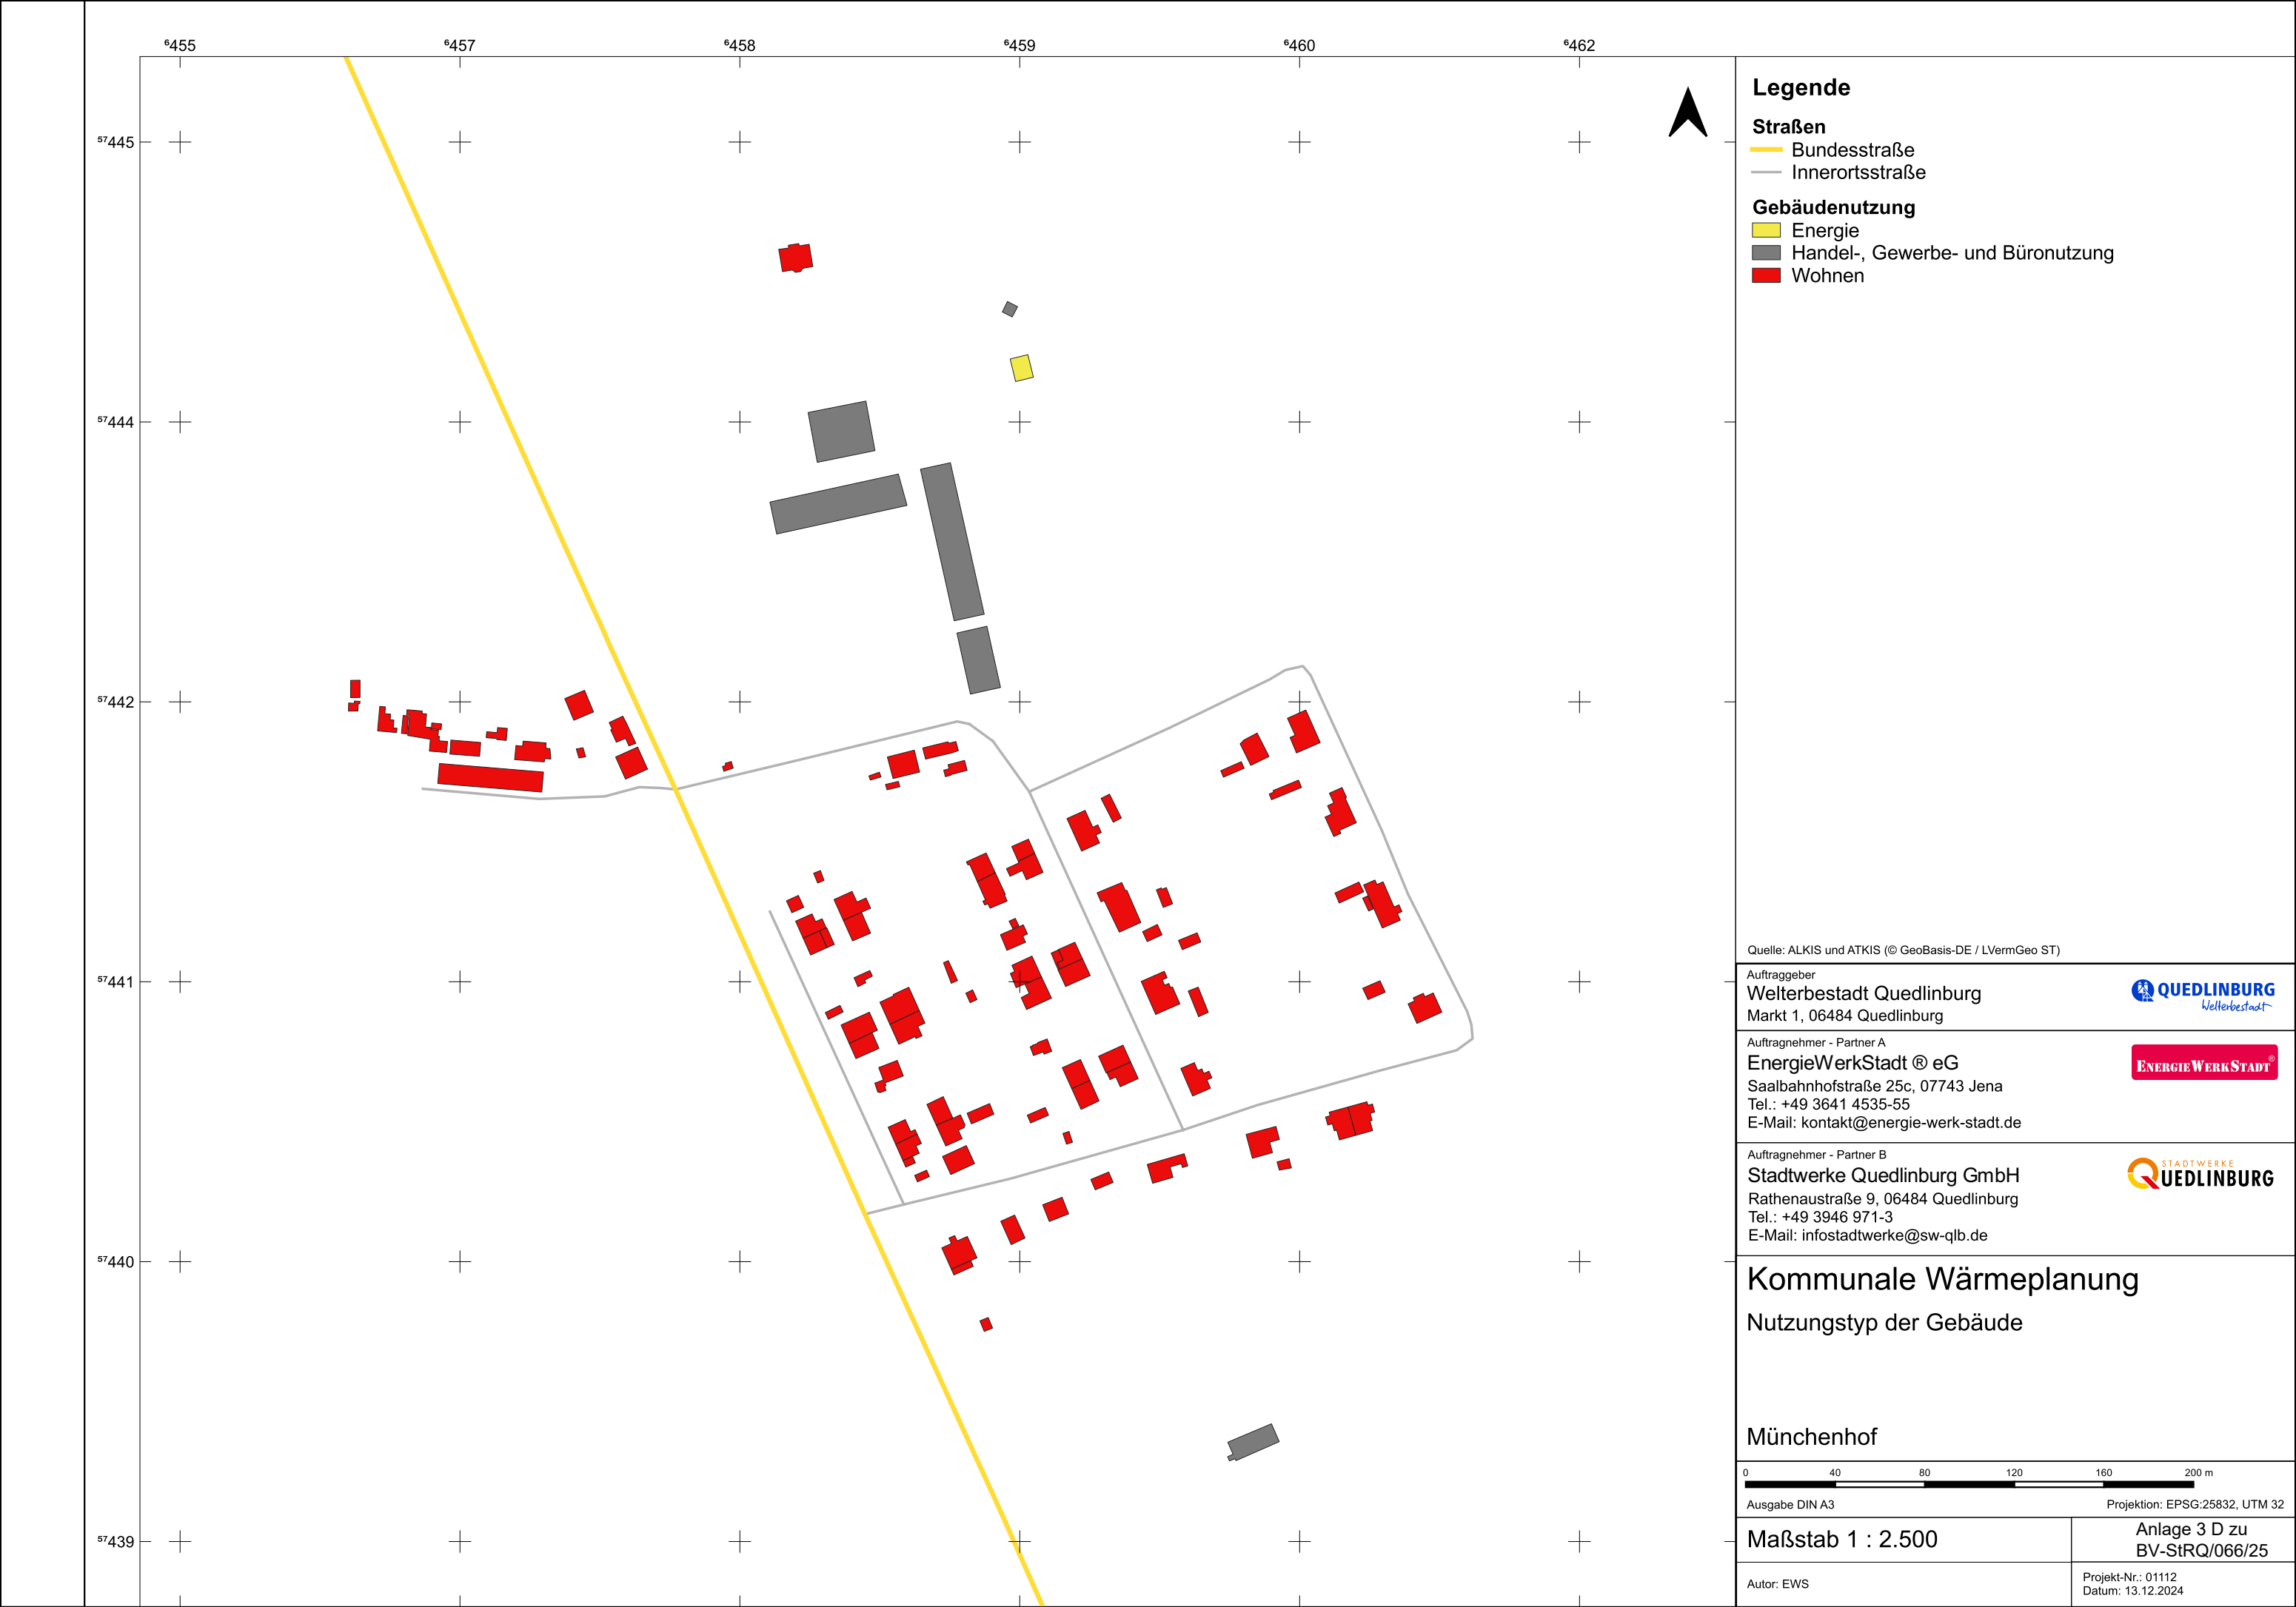 ⁶455 ⁶457 ⁶458 ⁶459 ⁶460 ⁶462
⁵⁷445
⁵⁷444
⁵⁷442
⁵⁷441
⁵⁷440
⁵⁷439
Legende
Straßen
Bundesstraße
Innerortsstraße
Gebäudenutzung
Energie
Handel-, Gewerbe- und Büronutzung
Wohnen
Quelle: ALKIS und ATKIS (© GeoBasis-DE / LVermGeo ST)
Auftraggeber
Welterbestadt Quedlinburg
Markt 1, 06484 Quedlinburg
QUEDLINBURG
Welterbestadt
Auftragnehmer - Partner A
EnergieWerkStadt ® eG
Saalbahnhofstraße 25c, 07743 Jena
Tel.: +49 3641 4535-55
E-Mail: kontakt@energie-werk-stadt.de
ENERGIEWERKSTADT®
Auftragnehmer - Partner B
Stadtwerke Quedlinburg GmbH
Rathenaustraße 9, 06484 Quedlinburg
Tel.: +49 3946 971-3
E-Mail: infostadtwerke@sw-qlb.de
STADTWERKE
QUEDLINBURG
Kommunale Wärmeplanung
Nutzungstyp der Gebäude
Münchenhof
0 40 80 120 160 200 m
Ausgabe DIN A3
Projektion: EPSG:25832, UTM 32
Maßstab 1 : 2.500
Anlage 3 D zu
BV-StRQ/066/25
Autor: EWS
Projekt-Nr.: 01112
Datum: 13.12.2024